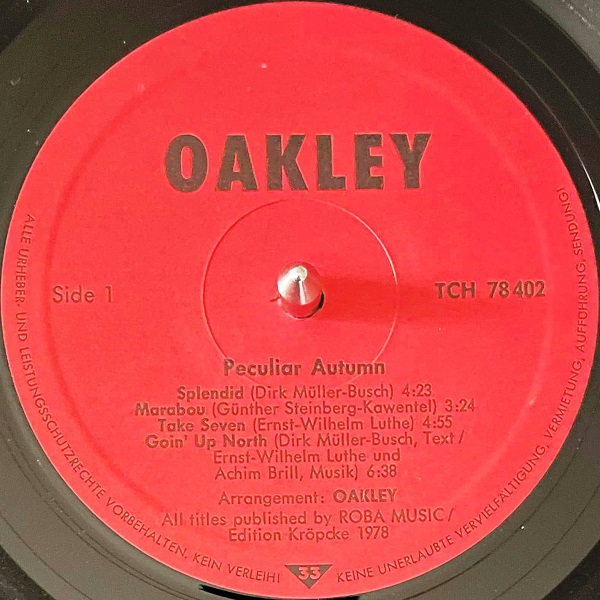 OAKLEY
Side 1
TCH 78 402
Peculiar Autumn
Splendid (Dirk Müller-Busch) 4:23
Marabou (Günther Steinberg-Kawentel) 3:24
Take Seven (Ernst-Wilhelm Luthe) 4:55
Goin' Up North (Dirk Müller-Busch, Text /
Ernst-Wilhelm Luthe und
Achim Brill, Musik) 6:38
Arrangement: OAKLEY
All titles published by ROBA MUSIC /
Edition Kröpcke 1978
ALLE URHEBER- UND LEISTUNGSSCHUTZRECHTE VORBEHALTEN, KEIN VERLEIH!
33
KEINE UNERLAUBTE VERVIELFÄLTIGUNG, VERMIETUNG, AUFFÜHRUNG, SENDUNG!